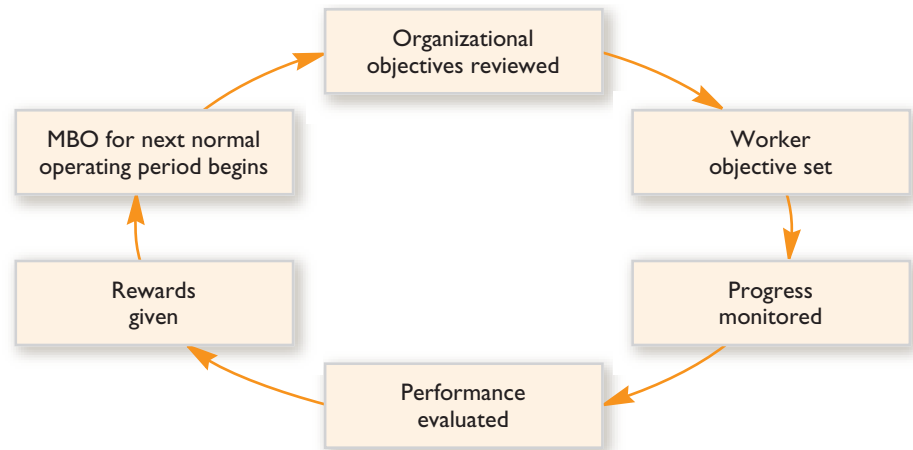 Organizational
objectives reviewed
Worker
objective set
Progress
monitored
Performance
evaluated
Rewards
given
MBO for next normal
operating period begins